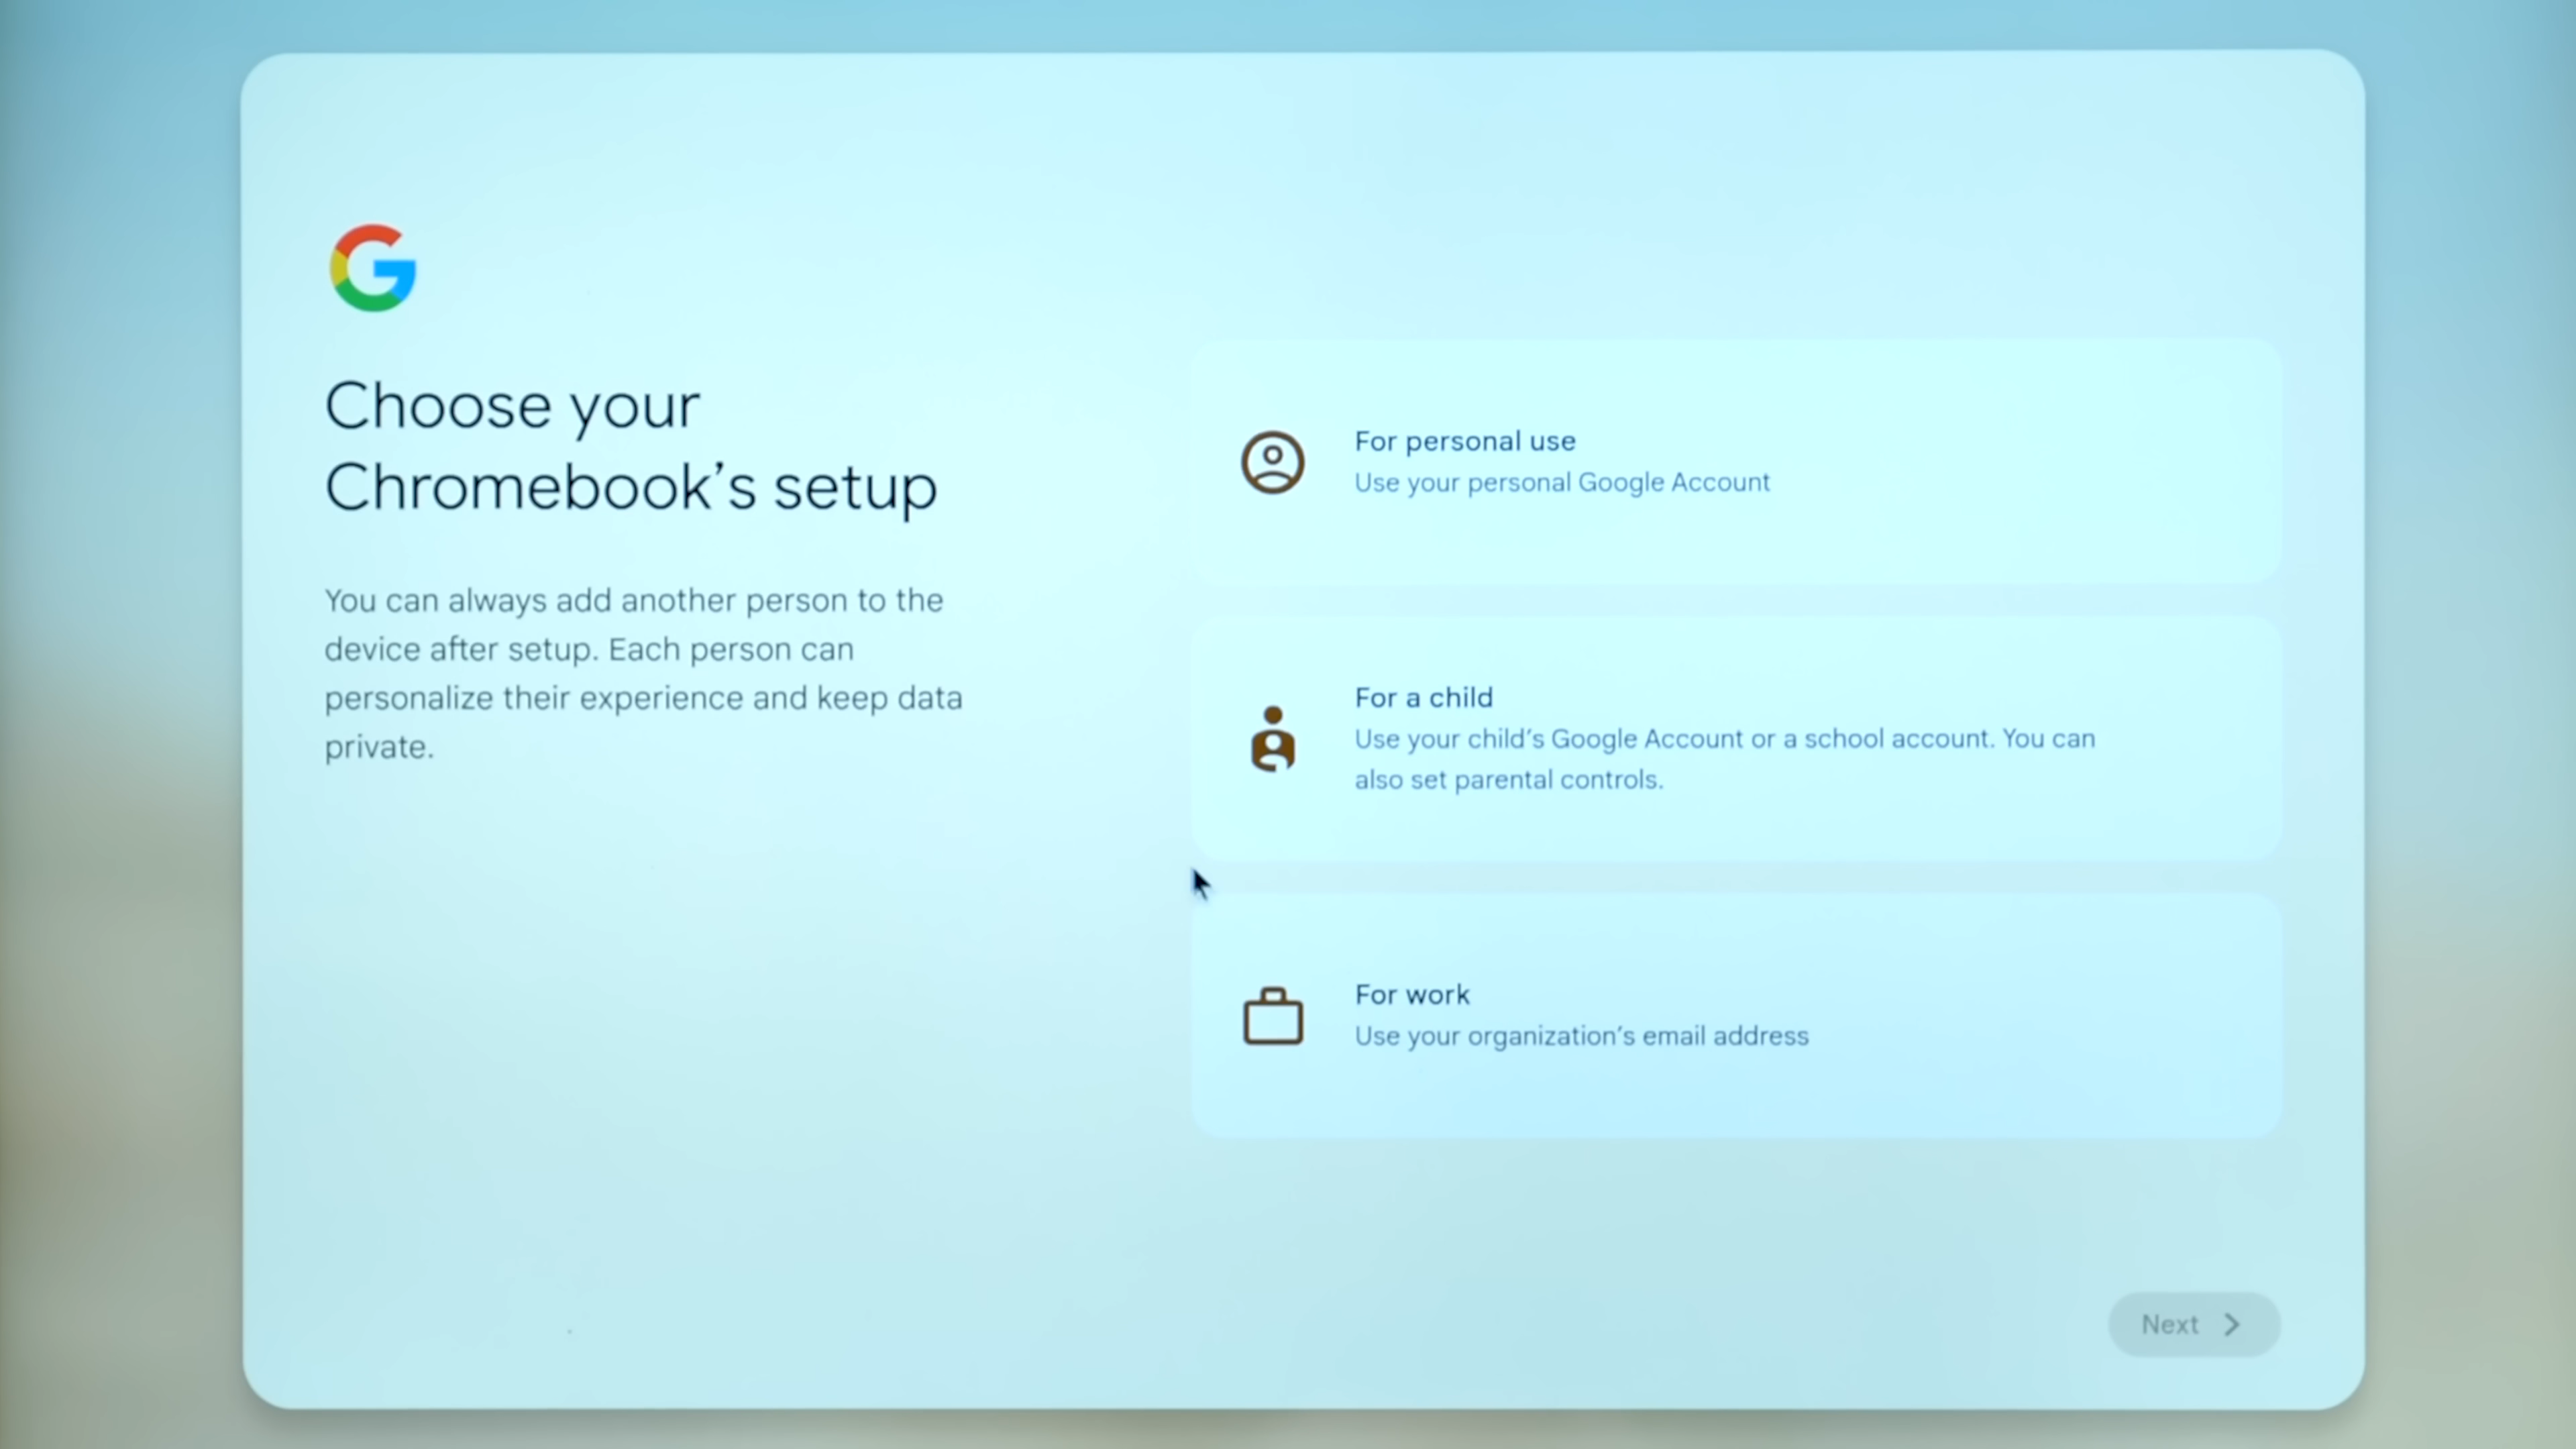 Choose your
Chromebook’s setup
You can always add another person to the
device after setup. Each person can
personalize their experience and keep data
private.
For personal use
Use your personal Google Account
For a child
Use your child’s Google Account or a school account. You can
also set parental controls.
For work
Use your organization’s email address
Next